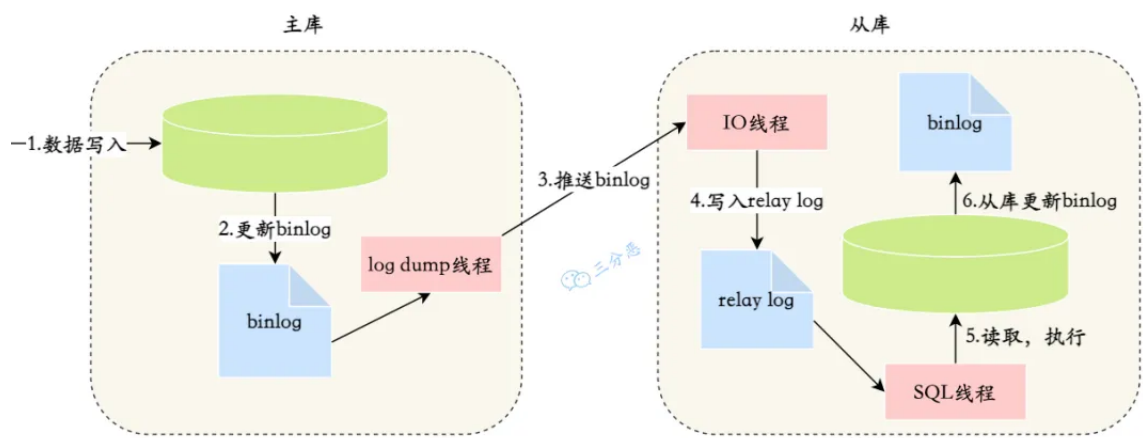 主库
从库
1.数据写入
2.更新binlog
binlog
log dump线程
3.推送binlog
IO线程
4.写入relay log
relay log
SQL线程
5.读取，执行
6.从库更新binlog
binlog
三分恶